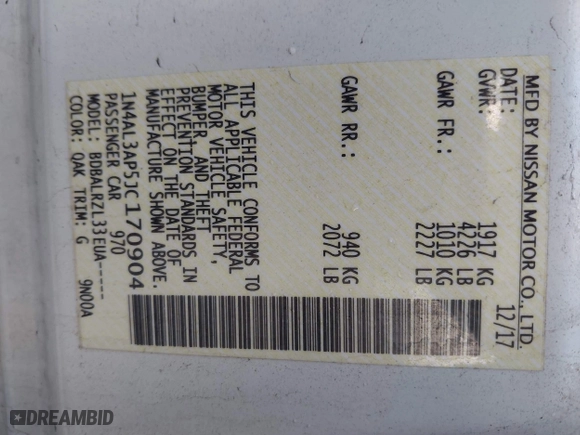 MFD BY NISSAN MOTOR CO., LTD.
DATE: 12/17
GVWR: 1917 KG
4226 LB
GAWR FR.: 1010 KG
2227 LB
GAWR RR.: 940 KG
2072 LB
THIS VEHICLE CONFORMS TO
ALL APPLICABLE FEDERAL
MOTOR VEHICLE SAFETY,
BUMPER, AND THEFT
PREVENTION STANDARDS IN
EFFECT ON THE DATE OF
MANUFACTURE SHOWN ABOVE.
1N4AL3AP5JC170904
PASSENGER CAR 970
MODEL: BDBALRZL33EUA-----
COLOR: QAK TRIM: G 9N00A
DREAMBID